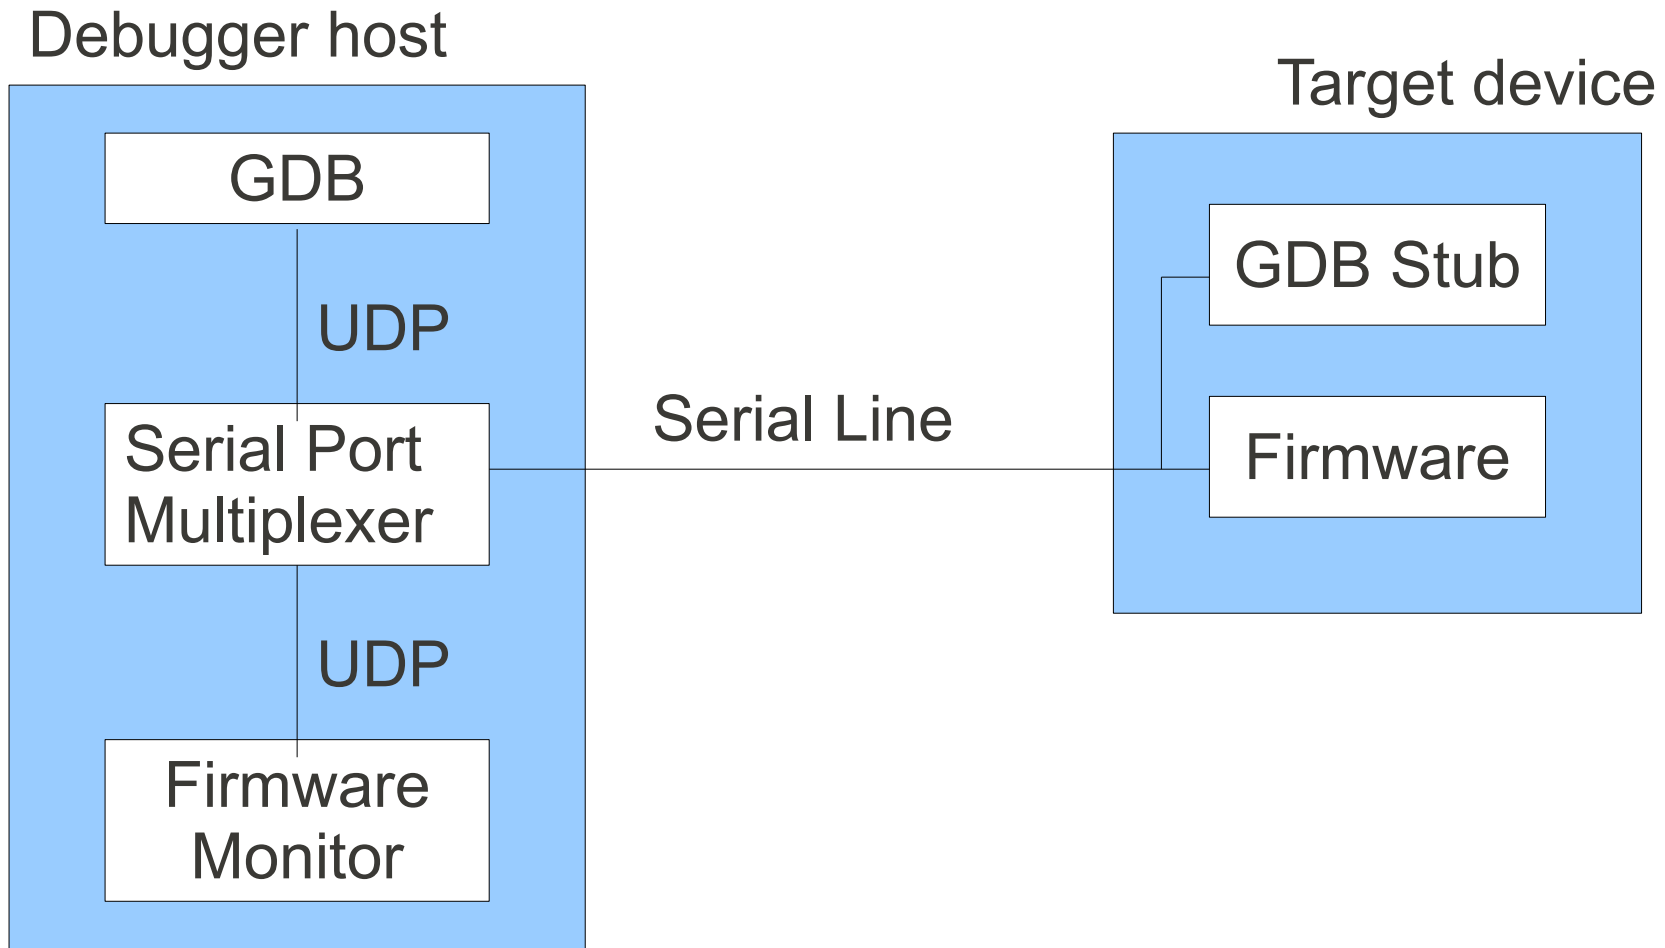 Debugger host
GDB
UDP
Serial Port
Multiplexer
UDP
Firmware
Monitor
Serial Line
Target device
GDB Stub
Firmware